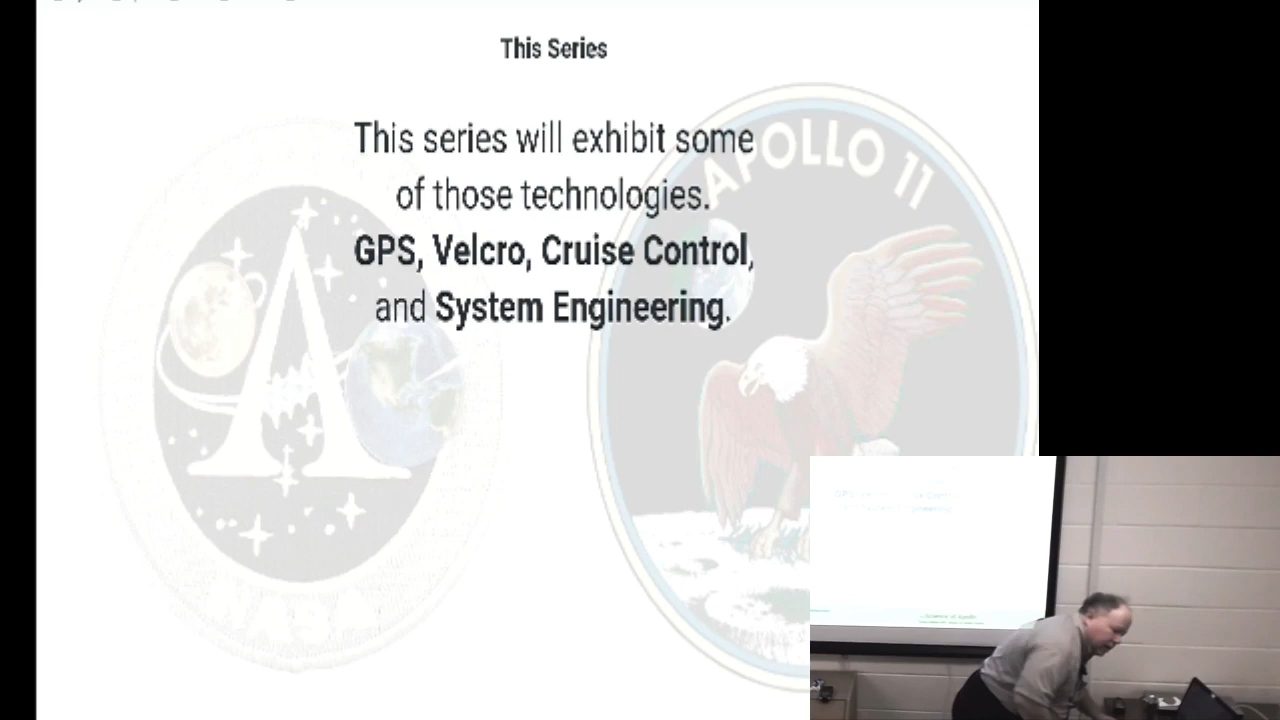 This Series
This series will exhibit some
of those technologies.
GPS, Velcro, Cruise Control,
and System Engineering.
APOLLO 11